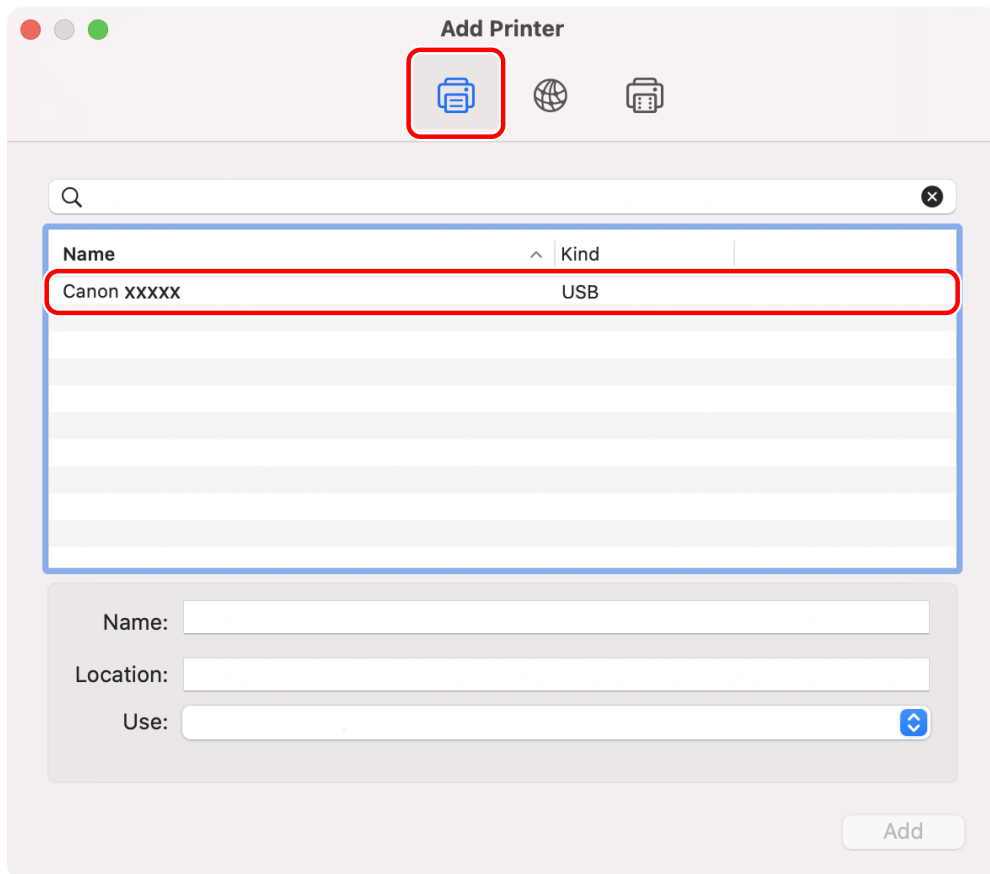 Add Printer
Name Kind
Canon xxxxx USB
Name:
Location:
Use:
Add